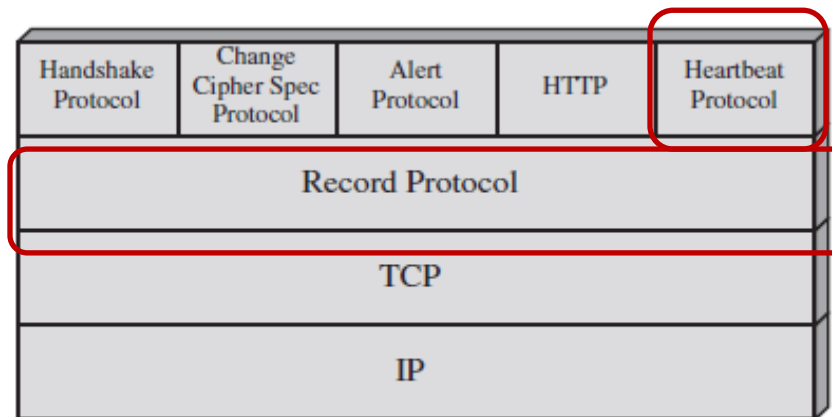 Handshake
Protocol
Change
Cipher Spec
Protocol
Alert
Protocol
HTTP
Heartbeat
Protocol
Record Protocol
TCP
IP